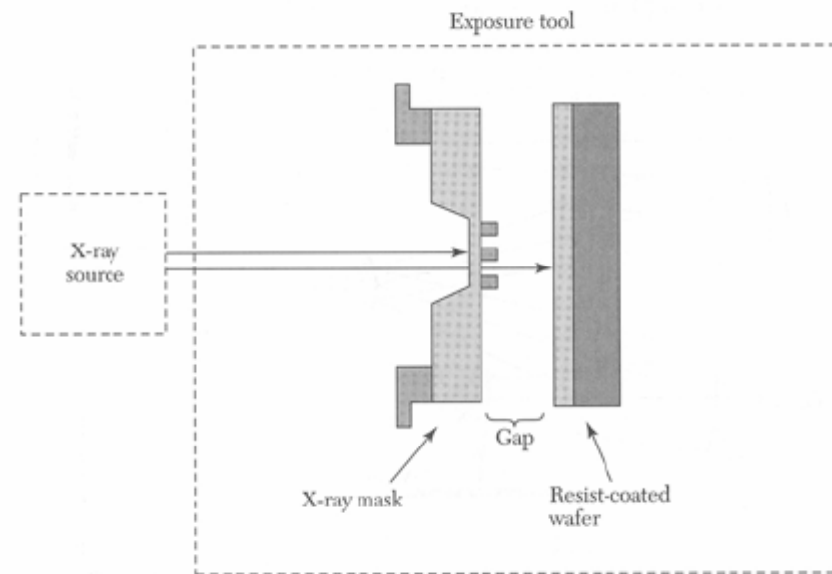 Exposure tool
X-ray
source
Gap
X-ray mask
Resist-coated
wafer